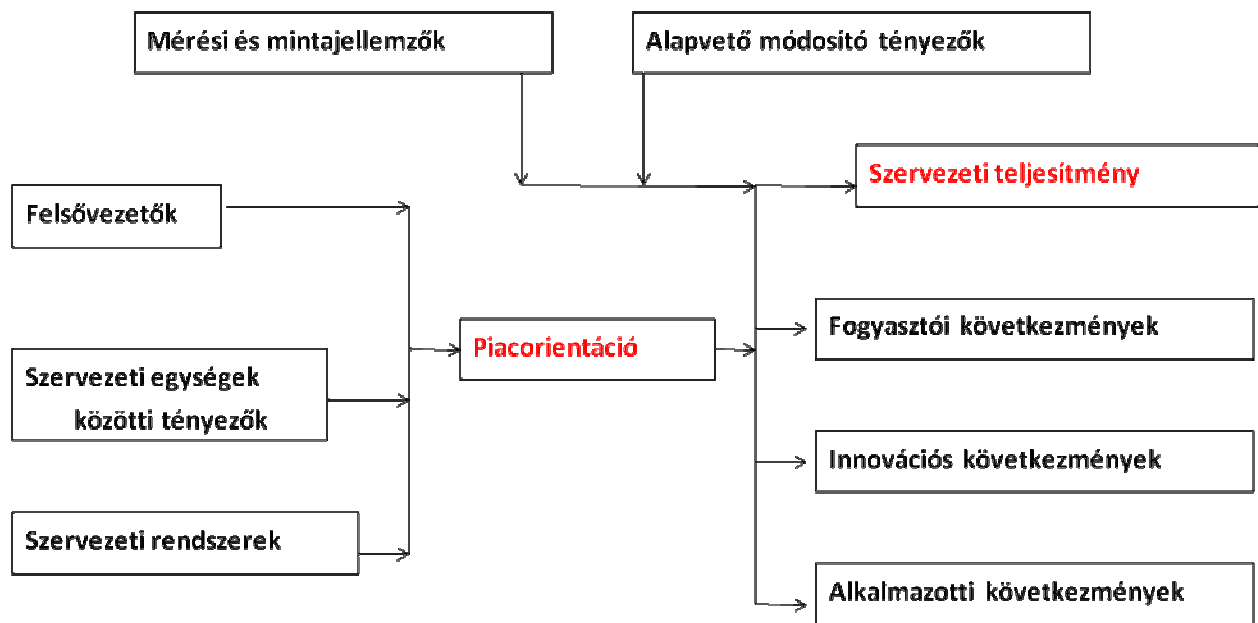 Mérési és mintajellemzők
Alapvető módosító tényezők
Szervezeti teljesítmény
Felsővezetők
Piacorientáció
Fogyasztói következmények
Szervezeti egységek
közötti tényezők
Innovációs következmények
Szervezeti rendszerek
Alkalmazotti következmények